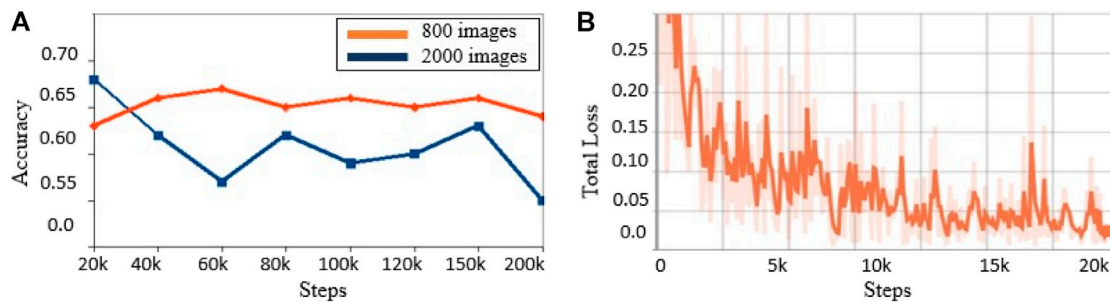 A
800 images
2000 images
Accuracy
0.70
0.65
0.60
0.55
0.0
20k 40k 60k 80k 100k 120k 150k 200k
Steps
B
Total Loss
0.25
0.20
0.15
0.10
0.05
0.0
0 5k 10k 15k 20k
Steps